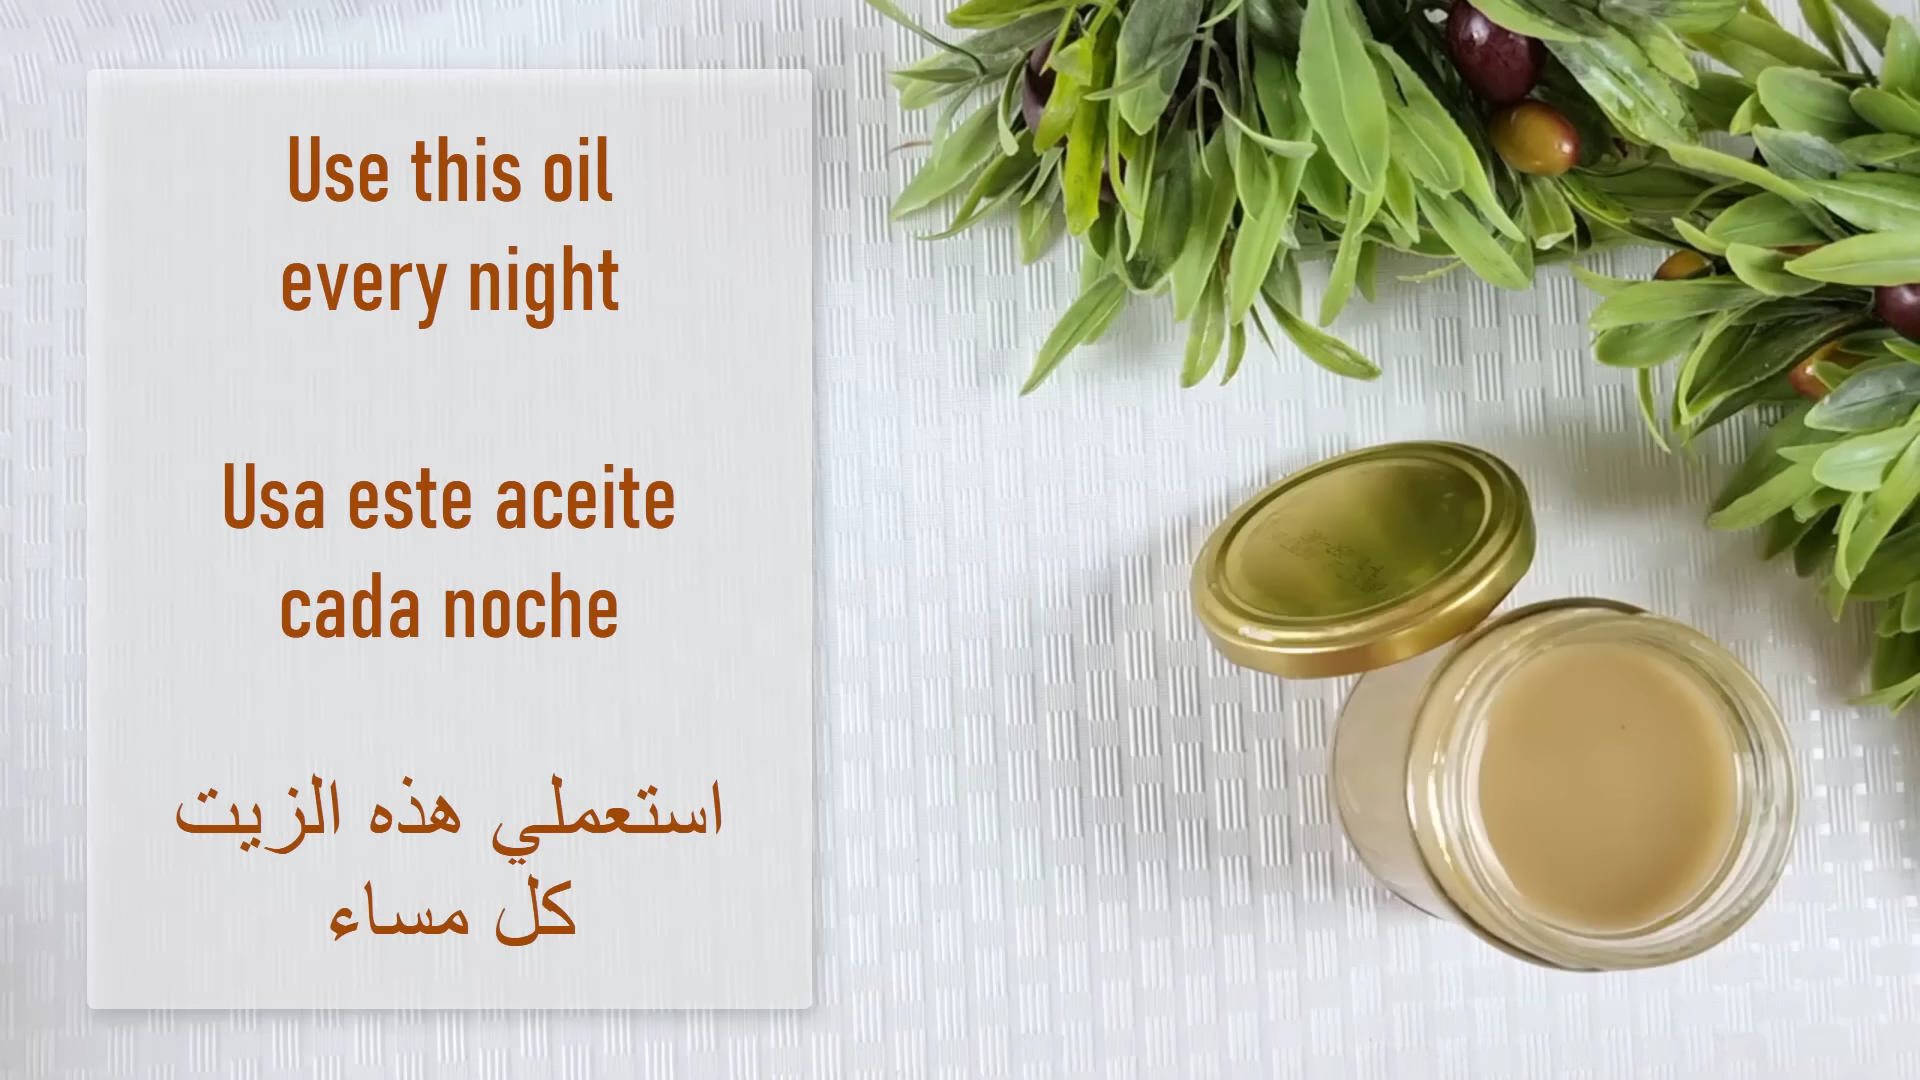 Use this oil
every night
Usa este aceite
cada noche
استعملي هذه الزيت
كل مساء